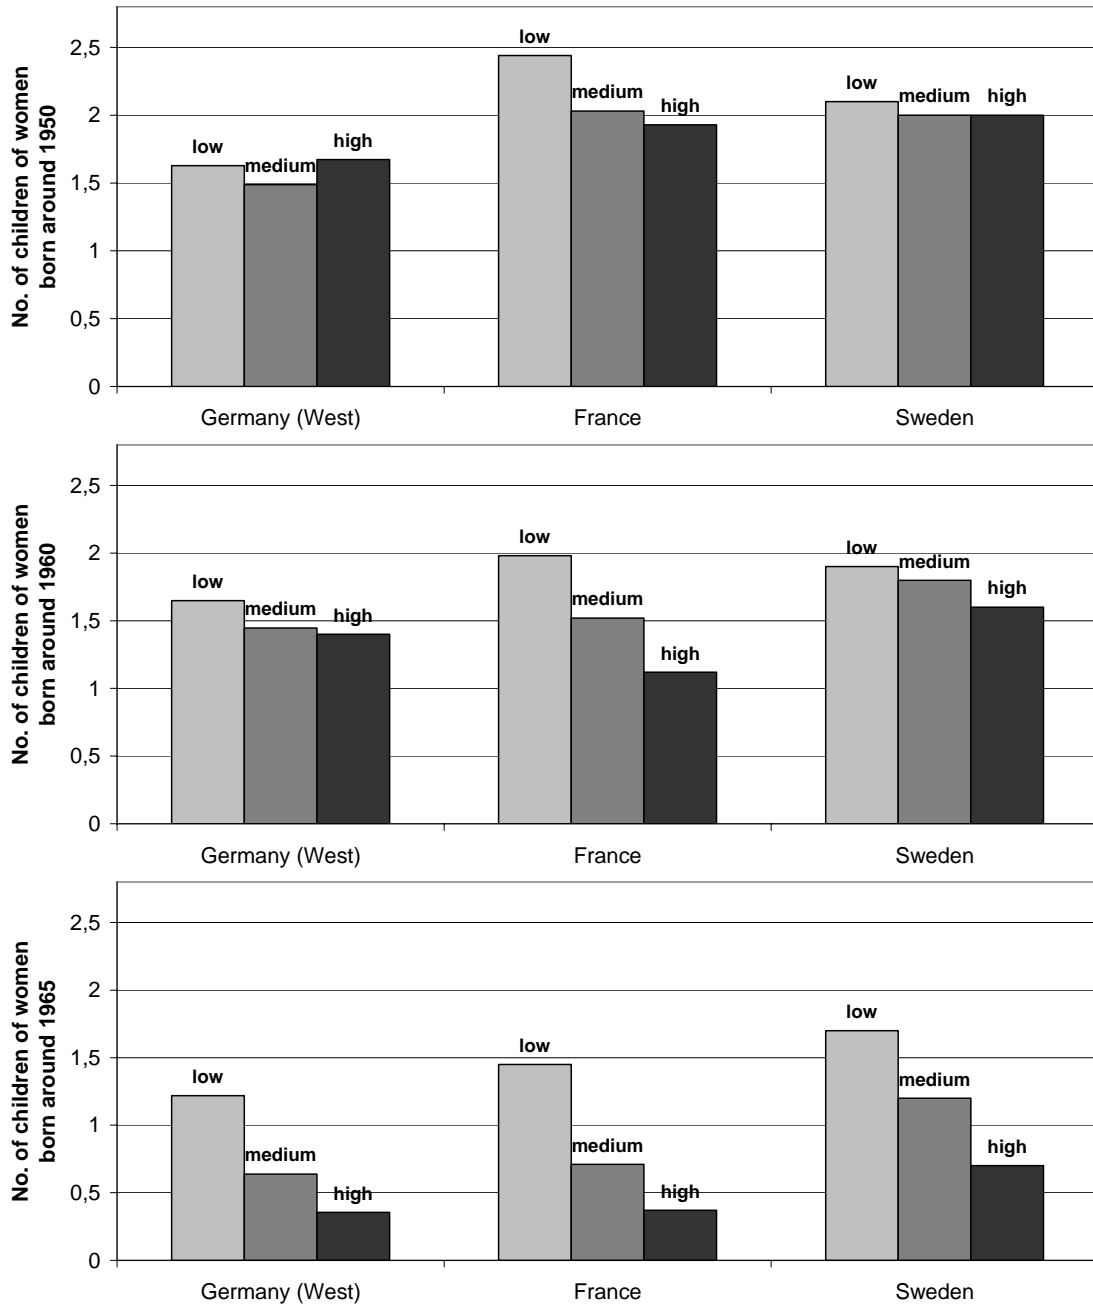 No. of children of women
born around 1950
2,5
2
1,5
1
0,5
0
low
medium
high
low
medium
high
low
medium
high
Germany (West)
France
Sweden
No. of children of women
born around 1960
2,5
2
1,5
1
0,5
0
low
medium
high
low
medium
high
low
medium
high
Germany (West)
France
Sweden
No. of children of women
born around 1965
2,5
2
1,5
1
0,5
0
low
medium
high
low
medium
high
low
medium
high
Germany (West)
France
Sweden